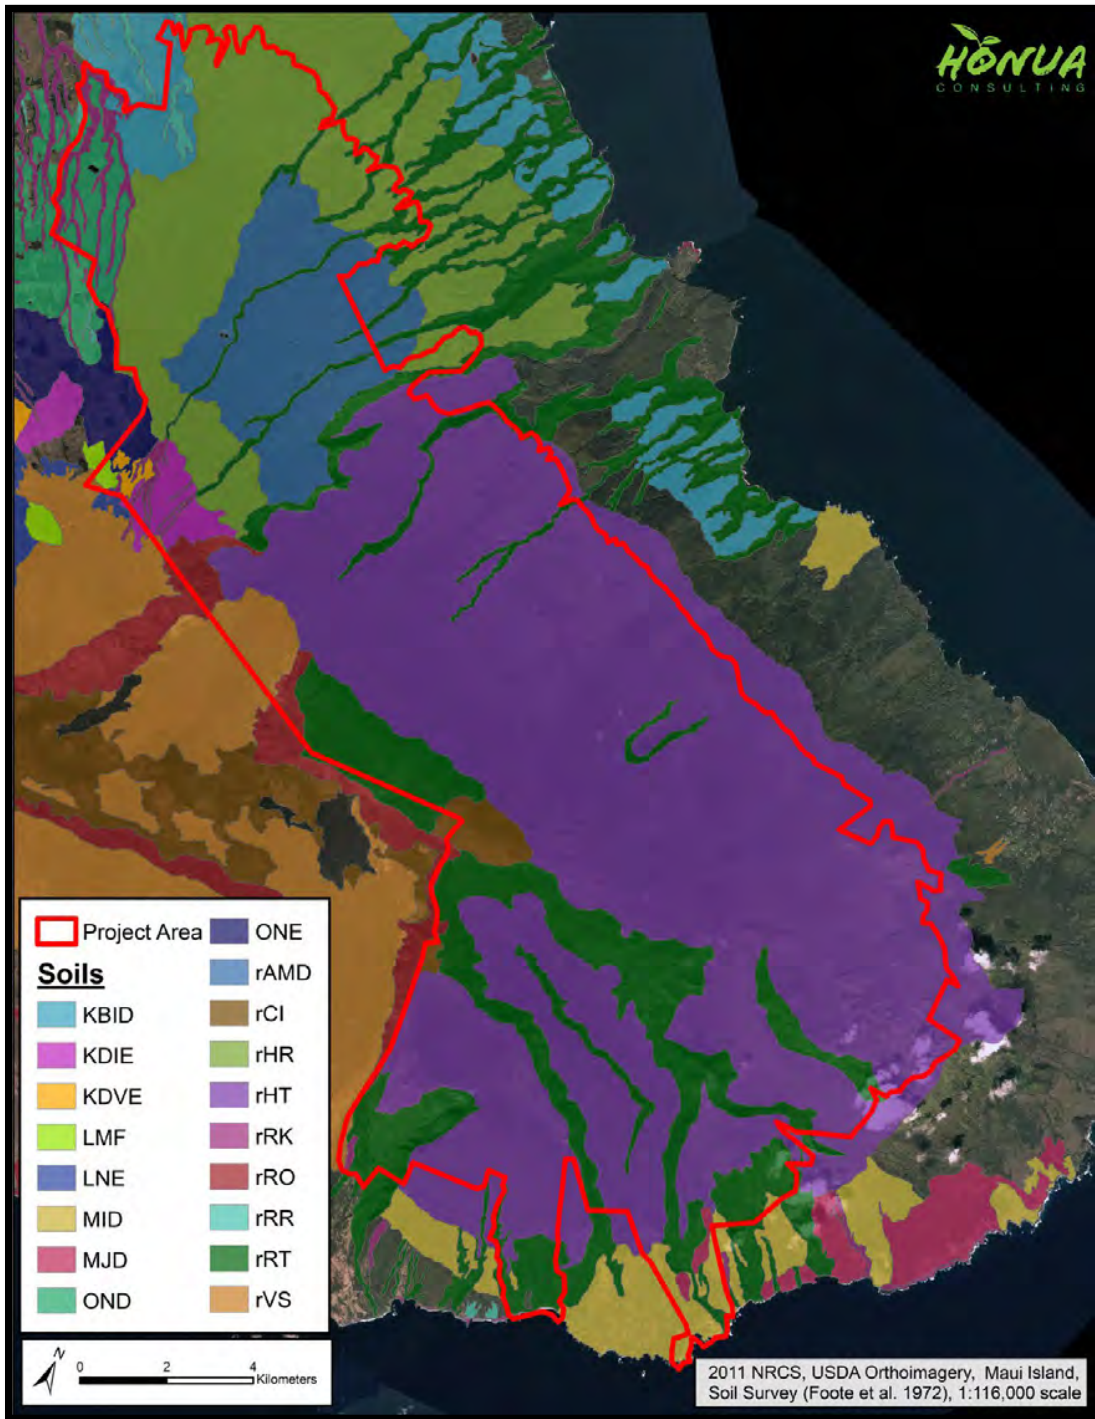 HONUA
CONSULTING
Project Area
Soils
KBID
KDIE
KDVE
LMF
LNE
MID
MJD
OND
ONE
rAMD
rCI
rHR
rHT
rRK
rRO
rRR
rRT
rVS
N
0 2 4
Kilometers
2011 NRCS, USDA Orthoimagery, Maui Island,
Soil Survey (Foote et al. 1972), 1:116,000 scale